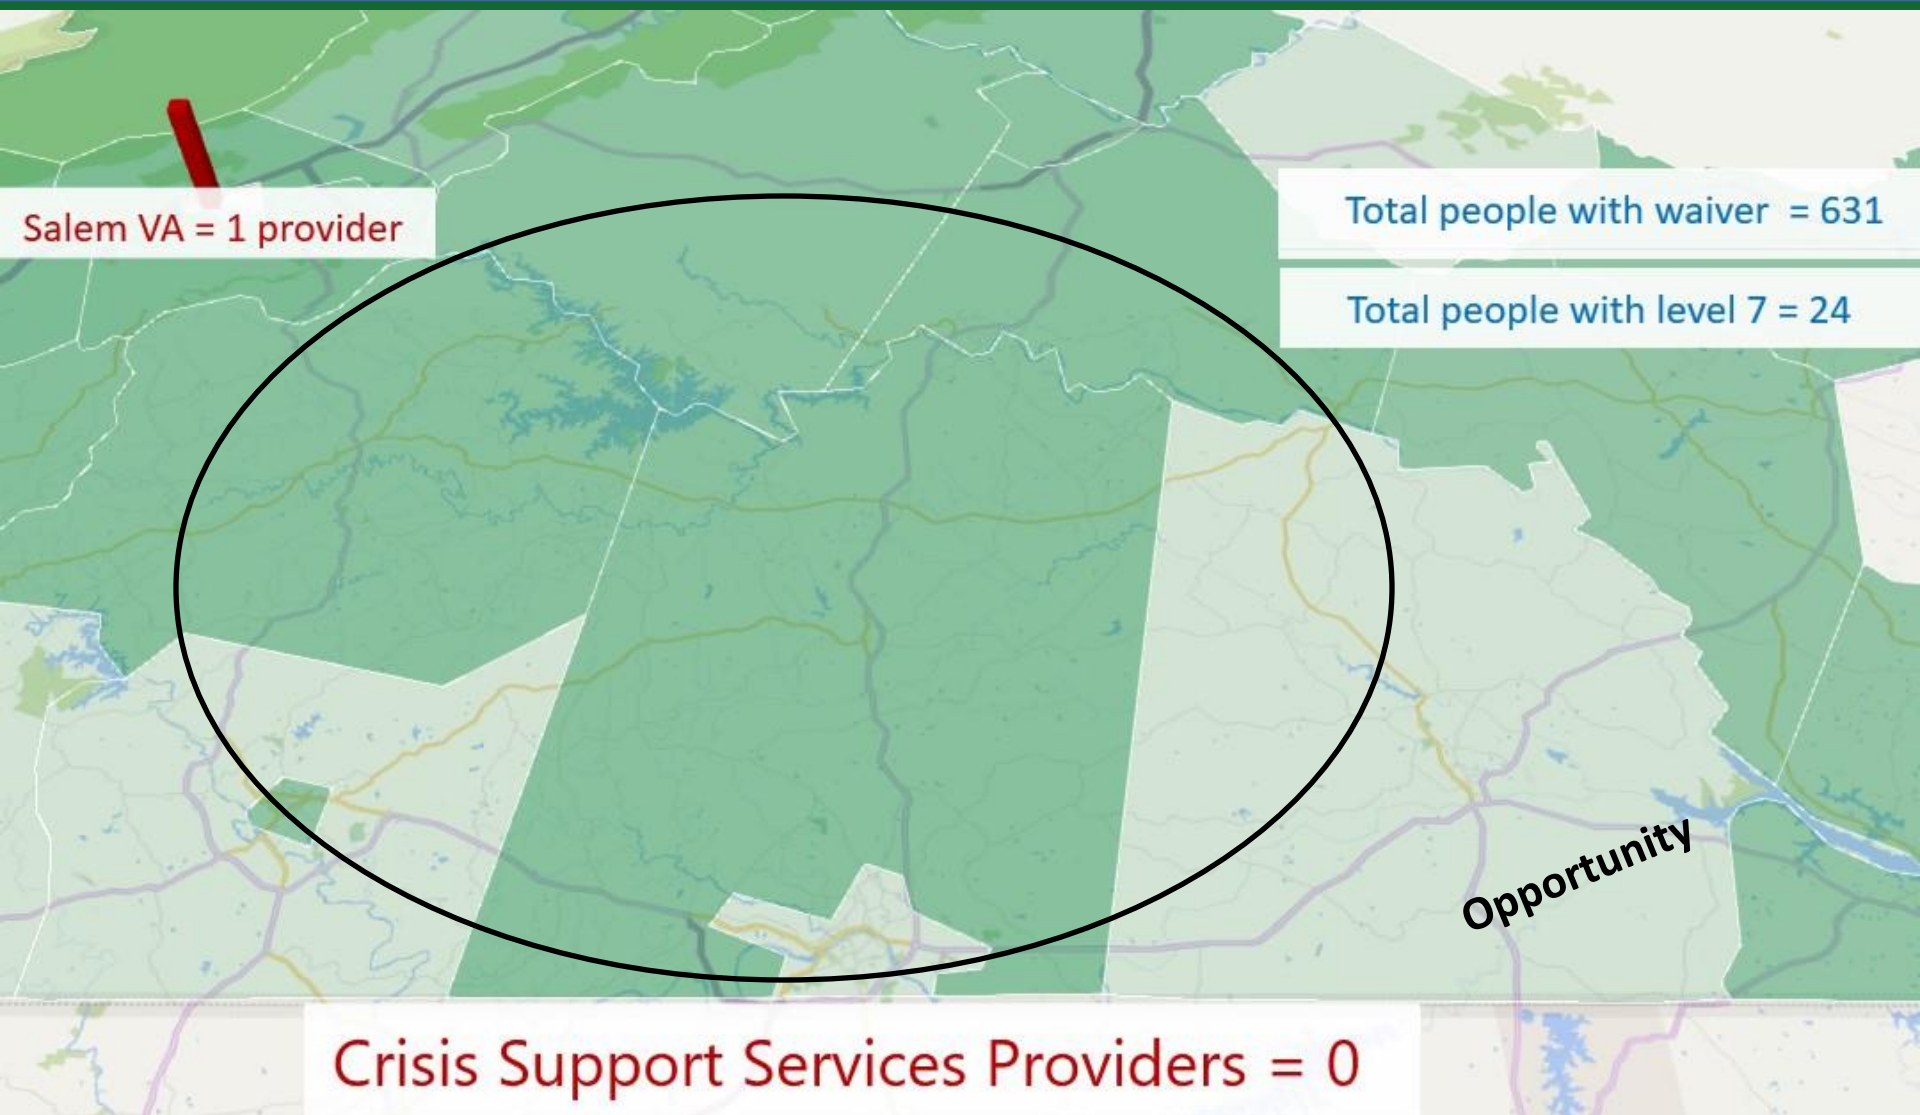 Salem VA = 1 provider
Total people with waiver = 631
Total people with level 7 = 24
Opportunity
Crisis Support Services Providers = 0